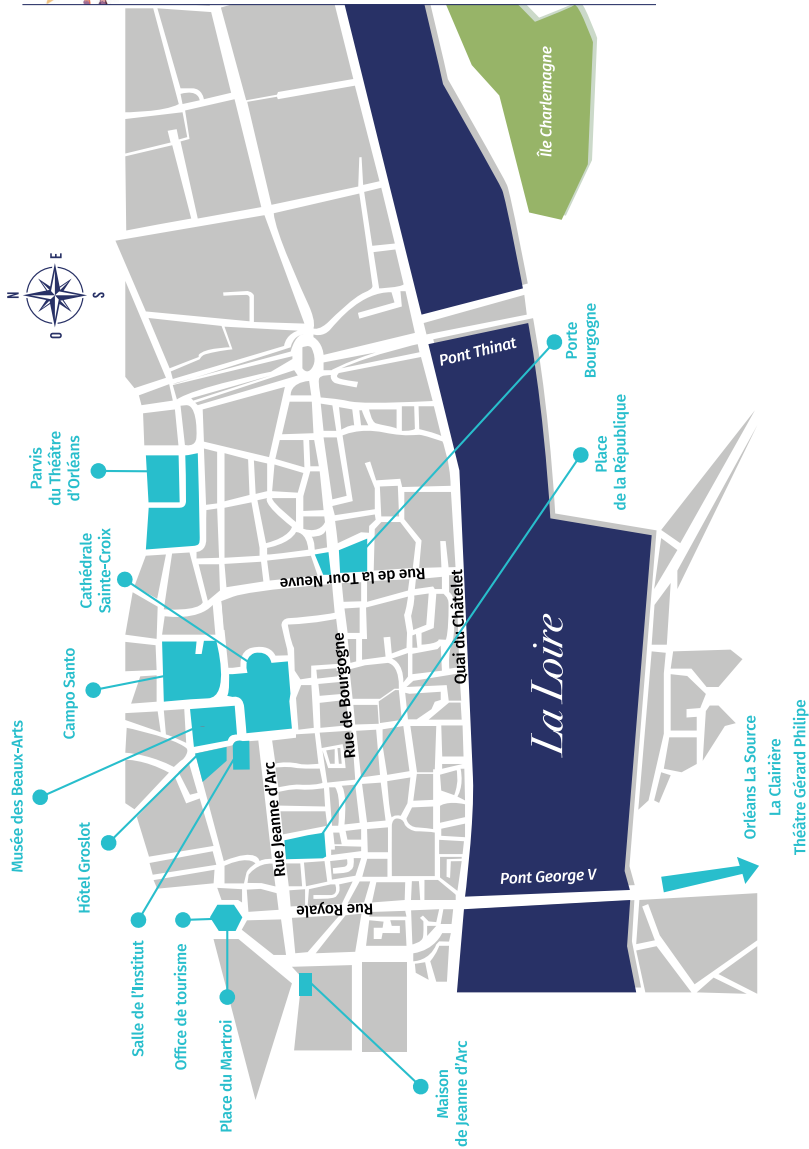 N
E
S
O
Île Charlemagne
Pont Thinat
Porte
Bourgogne
Place
de la République
Parvis
du Théâtre
d'Orléans
Cathédrale
Sainte-Croix
Campo Santo
Musée des Beaux-Arts
Hôtel Groslot
Salle de l'Institut
Office de tourisme
Place du Martroi
Maison
de Jeanne d'Arc
Rue de la Tour Neuve
Rue de Bourgogne
Quai du Châtelet
Rue Jeanne d'Arc
Rue Royale
La Loire
Pont George V
Orléans La Source
La Clairière
Théâtre Gérard Philipe